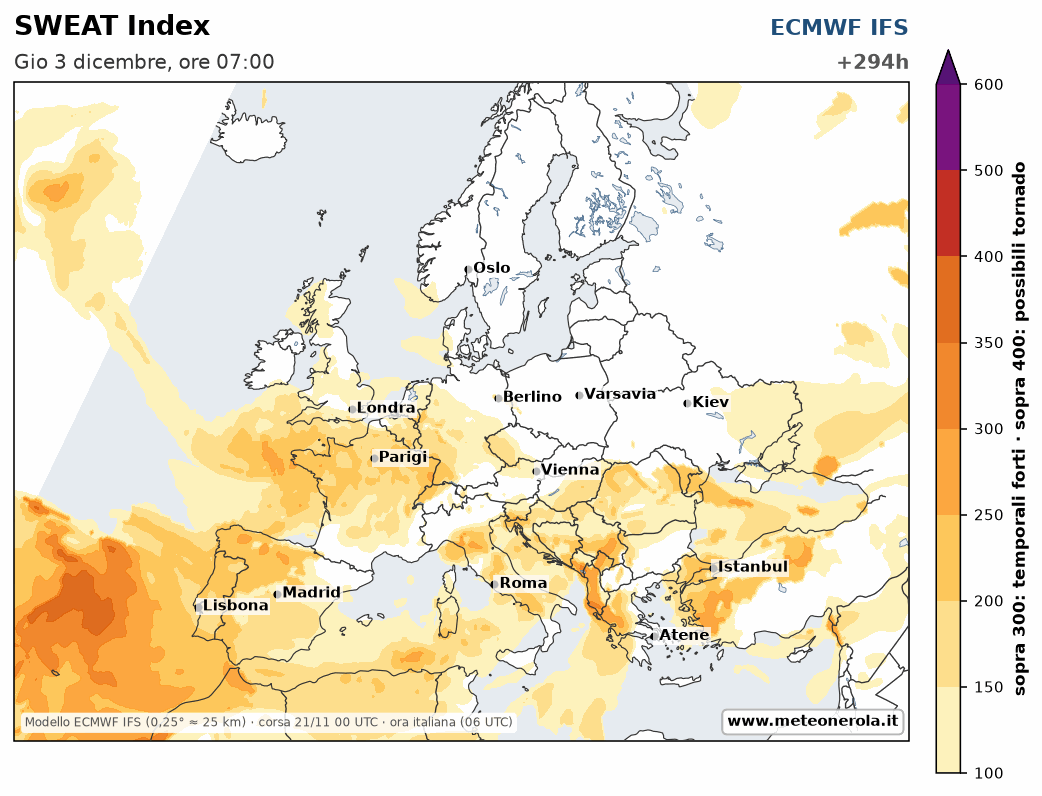 SWEAT Index
ECMWF IFS
Gio 3 dicembre, ore 07:00
+294h
Oslo
Londra
Berlino
Varsavia
Kiev
Parigi
Vienna
Madrid
Lisbona
Roma
Istanbul
Atene
Modello ECMWF IFS (0,25° ≈ 25 km) · corsa 21/11 00 UTC · ora italiana (06 UTC)
www.meteonerola.it
600
500
400
350
300
250
200
150
100
sopra 300: temporali forti · sopra 400: possibili tornado